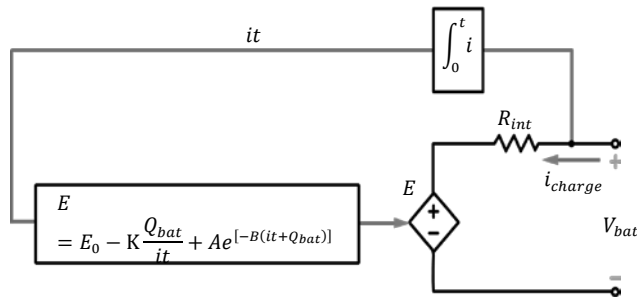 it
∫₀ᵗ i
R_int
+
i_charge
E
+
−
V_bat
−
E
= E₀ − K Q_bat/it + Ae^[−B(it+Q_bat)]